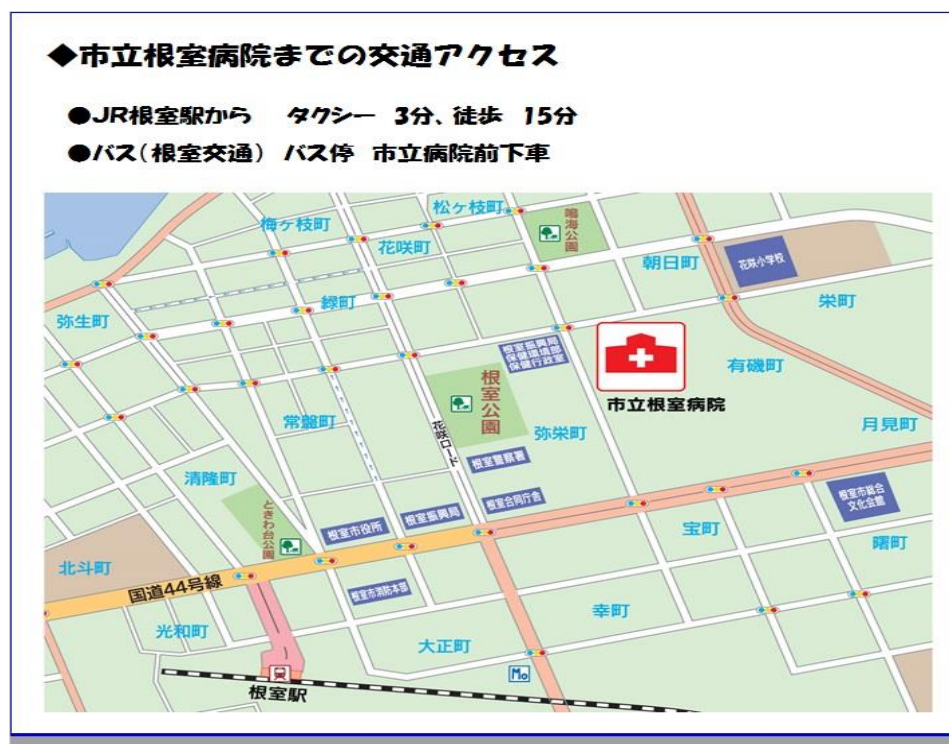 ◆市立根室病院までの交通アクセス
●JR根室駅から　タクシー 3分、徒歩 15分
●バス(根室交通) バス停 市立病院前下車
松ヶ枝町
梅ヶ枝町
鳴海公園
花咲町
朝日町
花咲小学校
緑町
栄町
弥生町
根室振興局
保健環境部
保健行政室
有磯町
根室公園
市立根室病院
常盤町
花咲ロード
弥栄町
月見町
根室警察署
清隆町
ときわ台公園
根室市役所
根室振興局
根室合同庁舎
根室市総合
文化会館
宝町
曙町
北斗町
国道44号線
根室市消防本部
光和町
幸町
大正町
Mo
根室駅